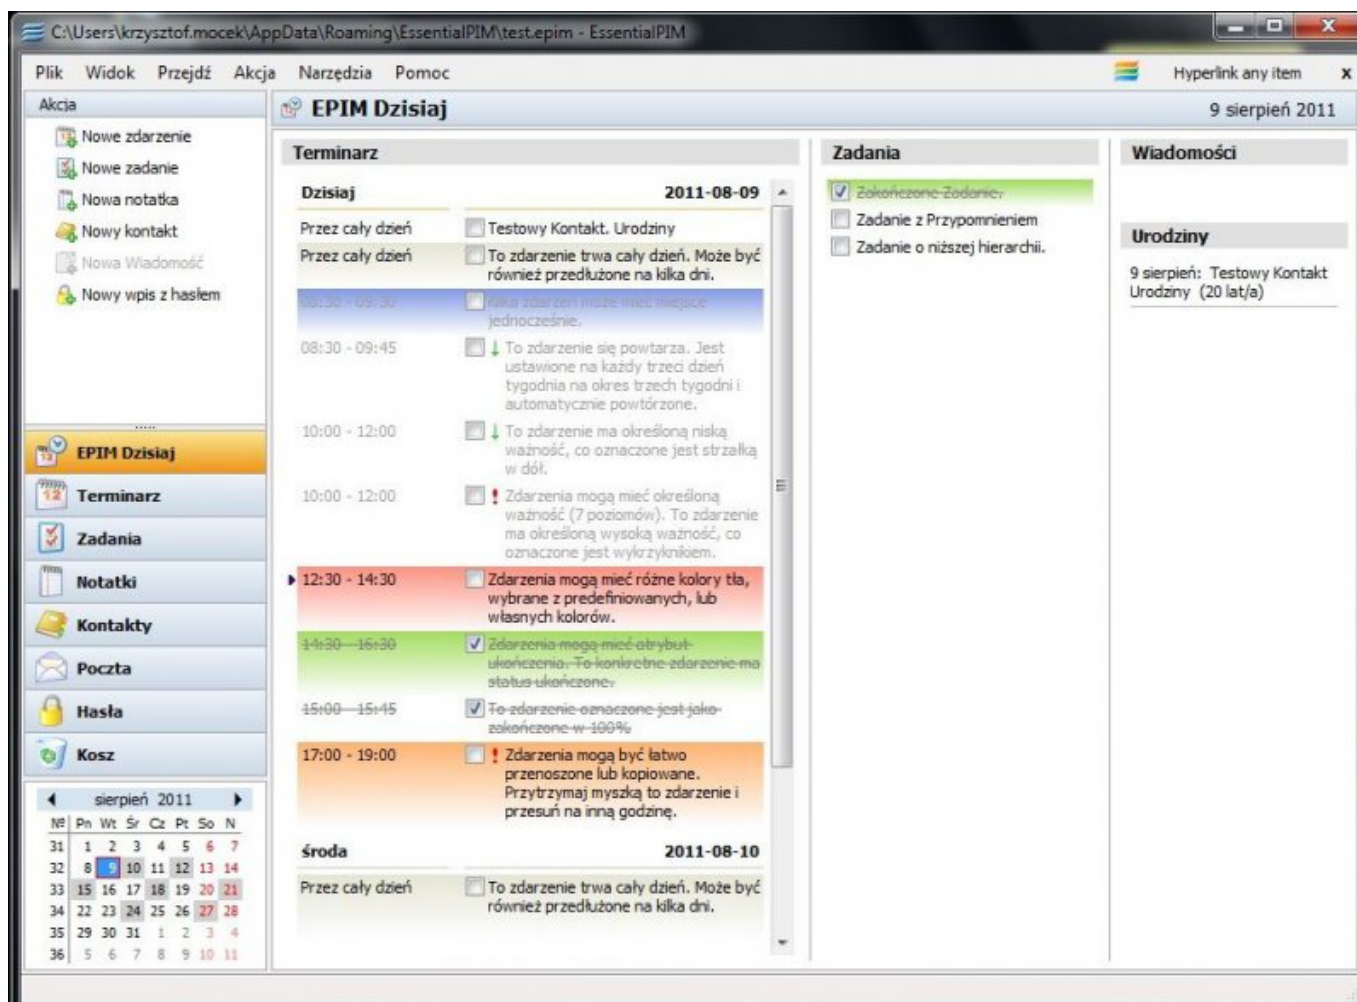 C:\Users\krzysztof.mocek\AppData\Roaming\EssentialPIM\test.epim - EssentialPIM
Plik Widok Przejdź Akcja Narzędzia Pomoc
Hyperlink any item x
Akcja
Nowe zdarzenie
Nowe zadanie
Nowa notatka
Nowy kontakt
Nowa Wiadomość
Nowy wpis z hasłem
EPIM Dzisiaj
Terminarz
Zadania
Notatki
Kontakty
Poczta
Hasła
Kosz
sierpień 2011
Nº Pn Wt Śr Cz Pt So N
31 1 2 3 4 5 6 7
32 8 9 10 11 12 13 14
33 15 16 17 18 19 20 21
34 22 23 24 25 26 27 28
35 29 30 31 1 2 3 4
36 5 6 7 8 9 10 11
EPIM Dzisiaj 9 sierpień 2011
Terminarz
Dzisiaj 2011-08-09
Przez cały dzień Testowy Kontakt. Urodziny
Przez cały dzień To zdarzenie trwa cały dzień. Może być
również przedłużone na kilka dni.
08:30 - 09:30 Kilka zdarzeń może mieć miejsce
jednocześnie.
08:30 - 09:45 To zdarzenie się powtarza. Jest
ustawione na każdy trzeci dzień
tygodnia na okres trzech tygodni i
automatycznie powtórzone.
10:00 - 12:00 To zdarzenie ma określoną niską
ważność, co oznaczone jest strzałką
w dół.
10:00 - 12:00 Zdarzenia mogą mieć określoną
ważność (7 poziomów). To zdarzenie
ma określoną wysoką ważność, co
oznaczone jest wykrzyknikiem.
12:30 - 14:30 Zdarzenia mogą mieć różne kolory tła,
wybrane z predefiniowanych, lub
własnych kolorów.
14:30 - 16:30 Zdarzenia mogą mieć atrybut
ukończenia. To konkretne zdarzenie ma
status ukończone.
15:00 - 15:45 To zdarzenie oznaczone jest jako
zakończone w 100%
17:00 - 19:00 Zdarzenia mogą być łatwo
przenoszone lub kopiowane.
Przytrzymaj myszką to zdarzenie i
przesuń na inną godzinę.
środa 2011-08-10
Przez cały dzień To zdarzenie trwa cały dzień. Może być
również przedłużone na kilka dni.
Zadania
Zakończone Zadanie.
Zadanie z Przypomnieniem
Zadanie o niższej hierarchii.
Wiadomości
Urodziny
9 sierpień: Testowy Kontakt
Urodziny (20 lat/a)